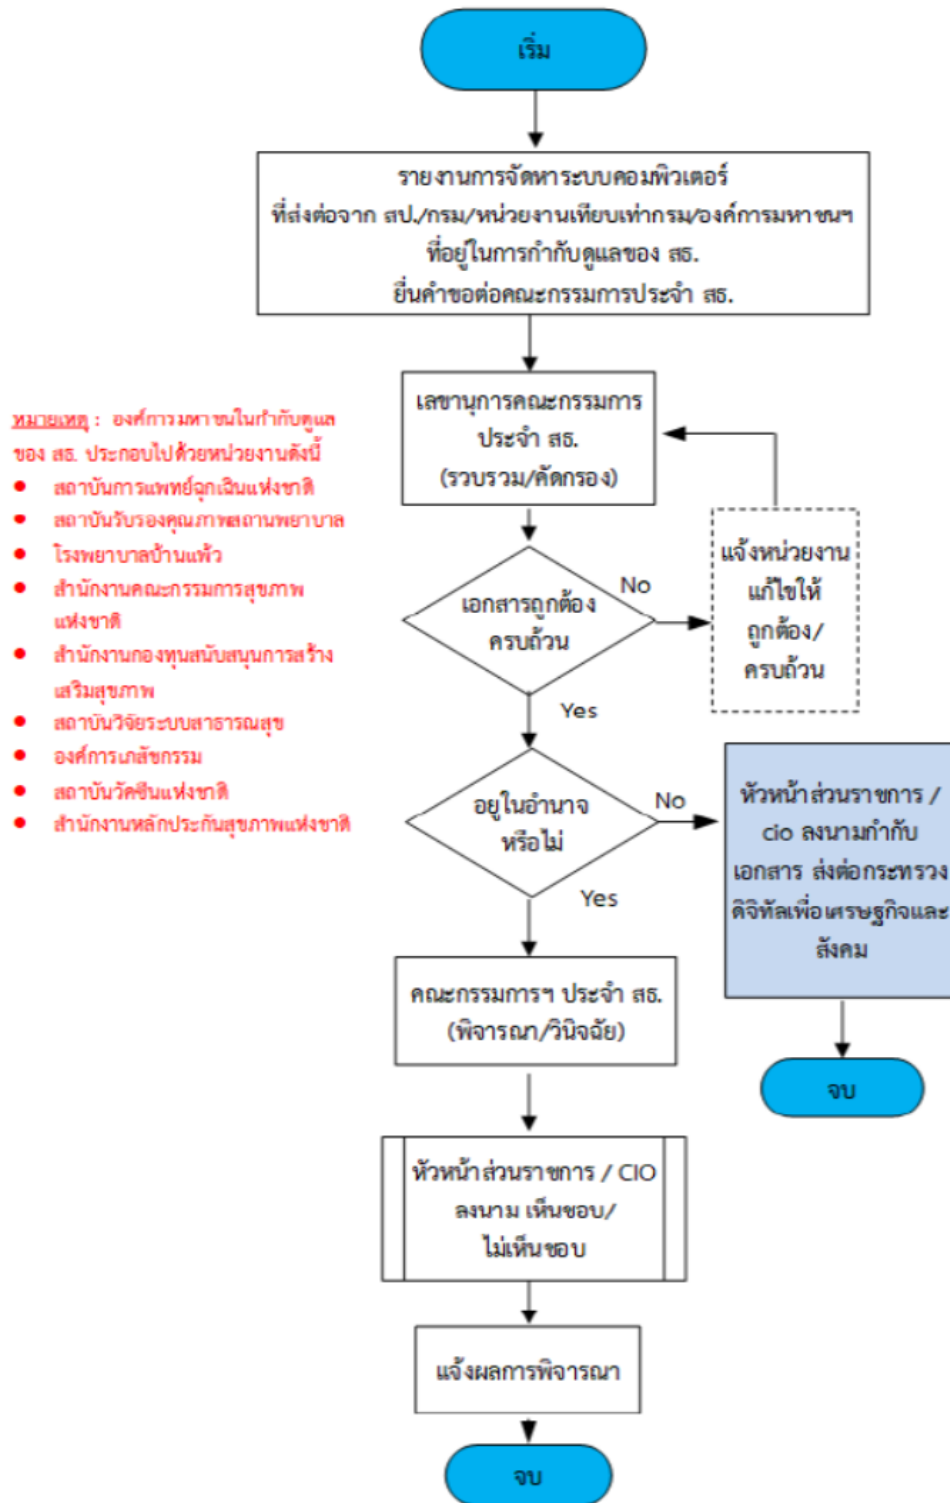 เริ่ม
รายงานการจัดหาระบบคอมพิวเตอร์
ที่ส่งต่อจาก สป./กรม/หน่วยงานเทียบเท่ากรม/องค์การมหาชนฯ
ที่อยู่ในการกำกับดูแลของ สธ.
ยื่นคำขอต่อคณะกรรมการประจำ สธ.
เลขานุการคณะกรรมการ
ประจำ สธ.
(รวบรวม/คัดกรอง)
หมายเหตุ : องค์การมหาชนในกำกับดูแล
ของ สธ. ประกอบไปด้วยหน่วยงานดังนี้
● สถาบันการแพทย์ฉุกเฉินแห่งชาติ
● สถาบันรับรองคุณภาพสถานพยาบาล
● โรงพยาบาลบ้านแพ้ว
● สำนักงานคณะกรรมการสุขภาพ
แห่งชาติ
● สำนักงานกองทุนสนับสนุนการสร้าง
เสริมสุขภาพ
● สถาบันวิจัยระบบสาธารณสุข
● องค์การเภสัชกรรม
● สถาบันวัคซีนแห่งชาติ
● สำนักงานหลักประกันสุขภาพแห่งชาติ
เอกสารถูกต้อง
ครบถ้วน
No
แจ้งหน่วยงาน
แก้ไขให้
ถูกต้อง/
ครบถ้วน
Yes
อยู่ในอำนาจ
หรือไม่
No
หัวหน้าส่วนราชการ /
cio ลงนามกำกับ
เอกสาร ส่งต่อกระทรวง
ดิจิทัลเพื่อเศรษฐกิจและ
สังคม
จบ
Yes
คณะกรรมการฯ ประจำ สธ.
(พิจารณา/วินิจฉัย)
หัวหน้าส่วนราชการ / CIO
ลงนาม เห็นชอบ/
ไม่เห็นชอบ
แจ้งผลการพิจารณา
จบ